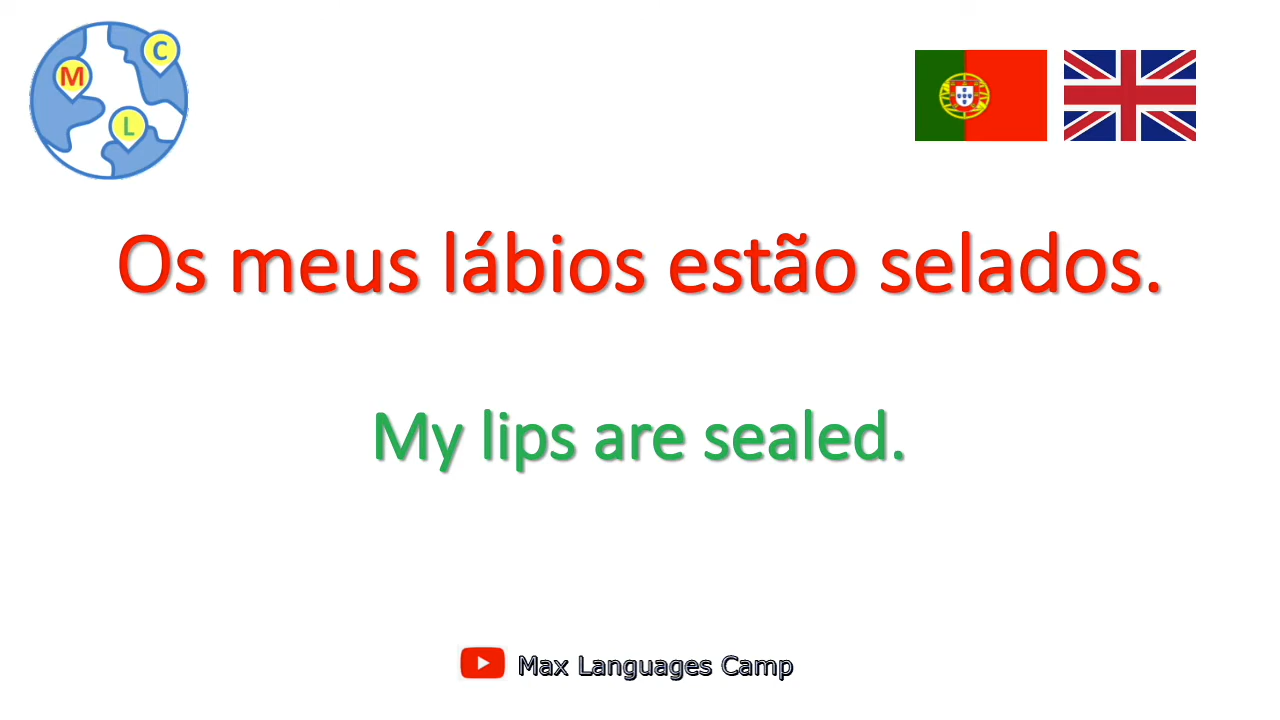 M
C
L
Os meus lábios estão selados.
My lips are sealed.
Max Languages Camp